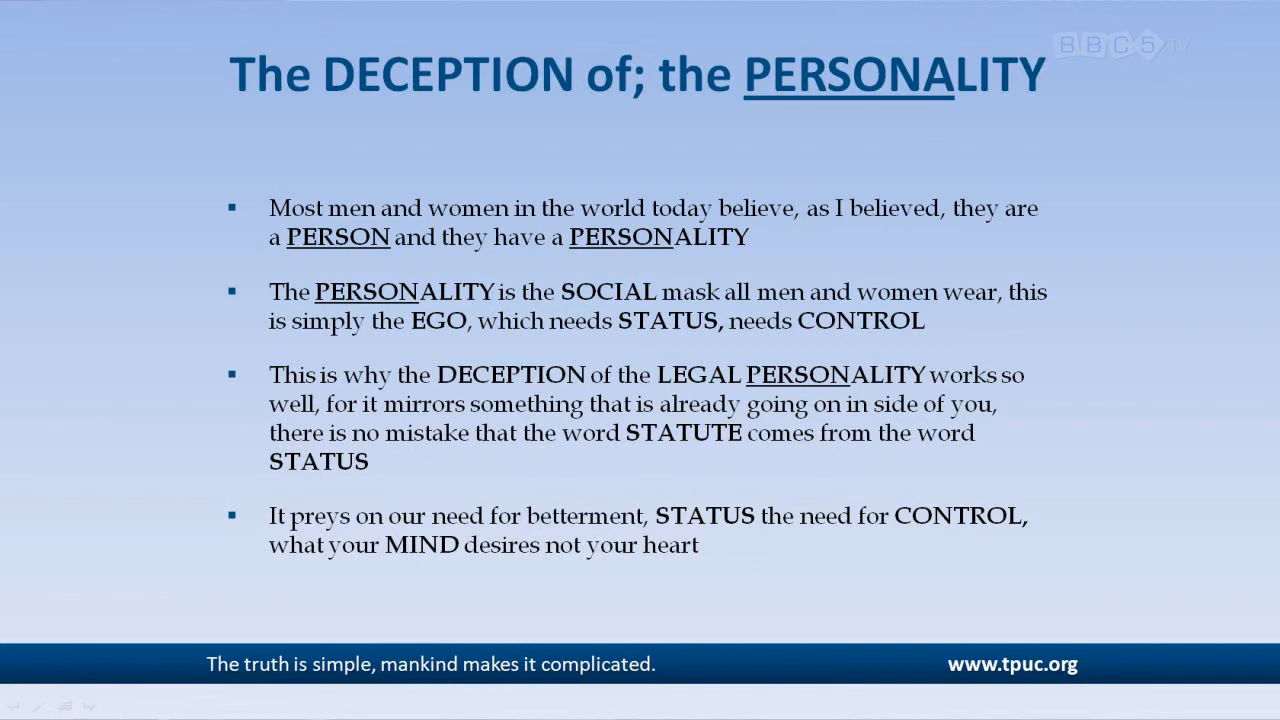 BBC5.TV
The DECEPTION of; the PERSONALITY
▪ Most men and women in the world today believe, as I believed, they are
a PERSON and they have a PERSONALITY
▪ The PERSONALITY is the SOCIAL mask all men and women wear, this
is simply the EGO, which needs STATUS, needs CONTROL
▪ This is why the DECEPTION of the LEGAL PERSONALITY works so
well, for it mirrors something that is already going on in side of you,
there is no mistake that the word STATUTE comes from the word
STATUS
▪ It preys on our need for betterment, STATUS the need for CONTROL,
what your MIND desires not your heart
The truth is simple, mankind makes it complicated. www.tpuc.org